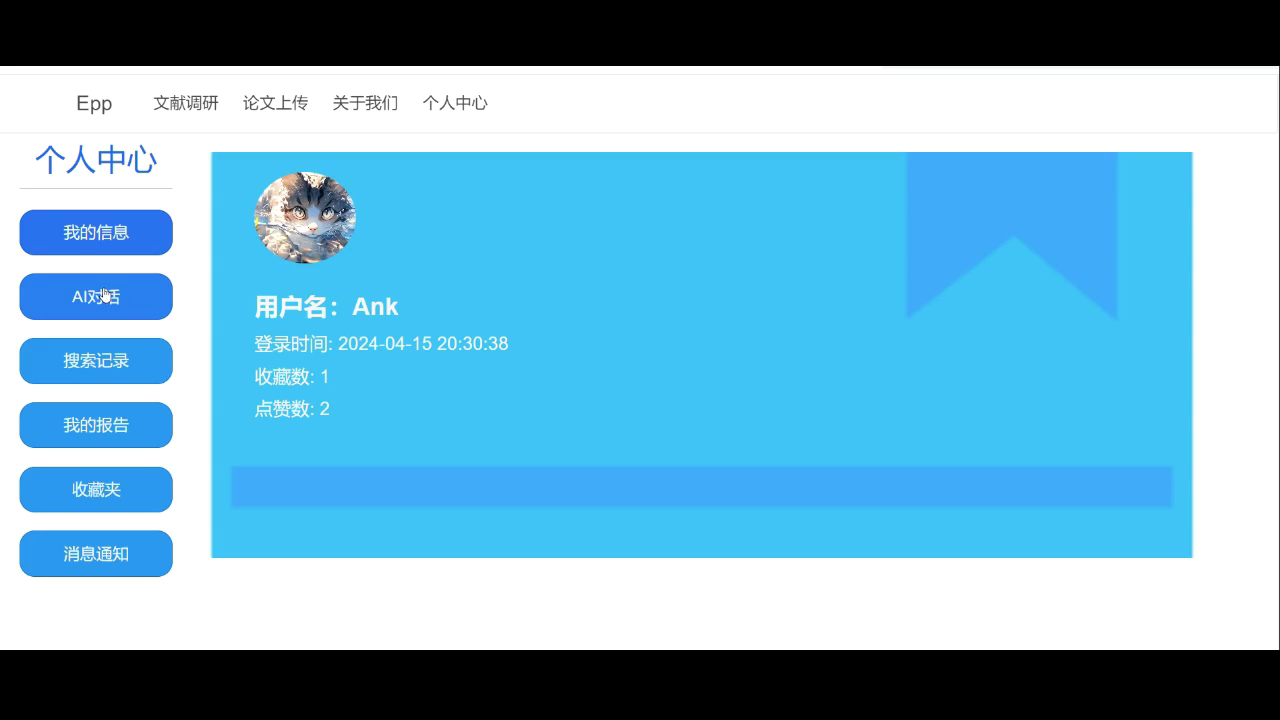 Epp 文献调研 论文上传 关于我们 个人中心
个人中心
我的信息
AI对话
搜索记录
我的报告
收藏夹
消息通知
用户名：Ank
登录时间: 2024-04-15 20:30:38
收藏数: 1
点赞数: 2